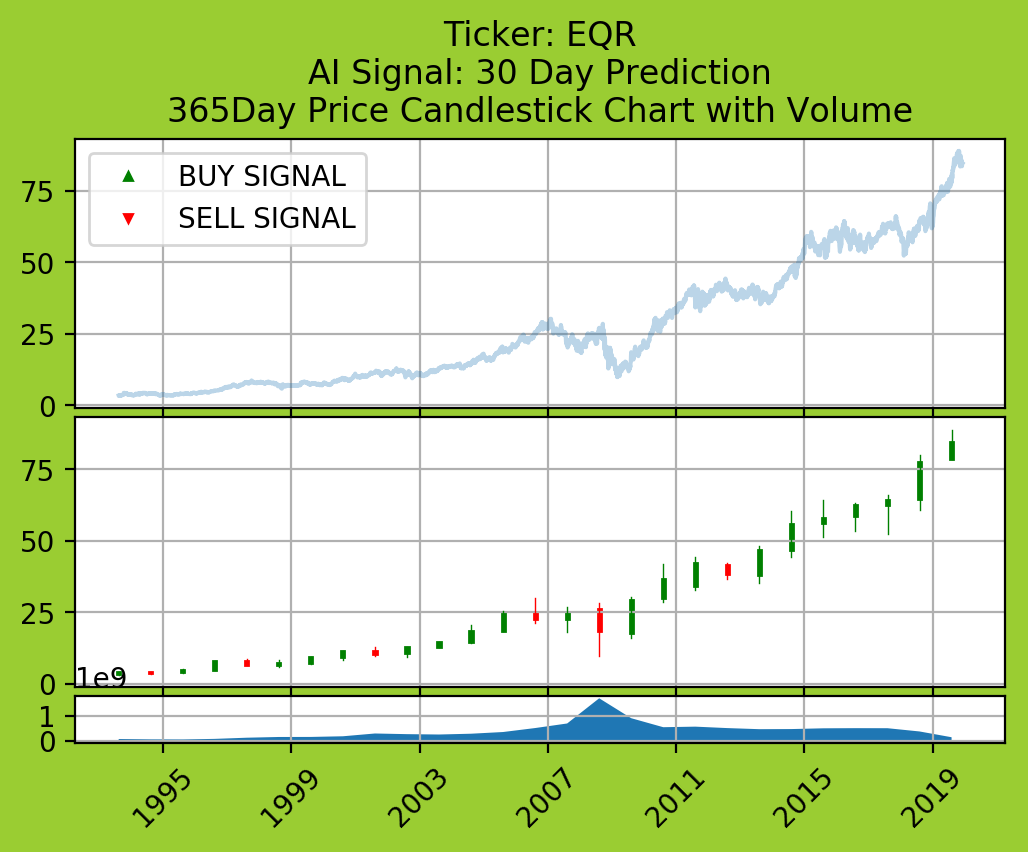 Ticker: EQR
AI Signal: 30 Day Prediction
365Day Price Candlestick Chart with Volume
BUY SIGNAL
SELL SIGNAL
75
50
25
0
75
50
25
0
1e9
1
0
1995
1999
2003
2007
2011
2015
2019